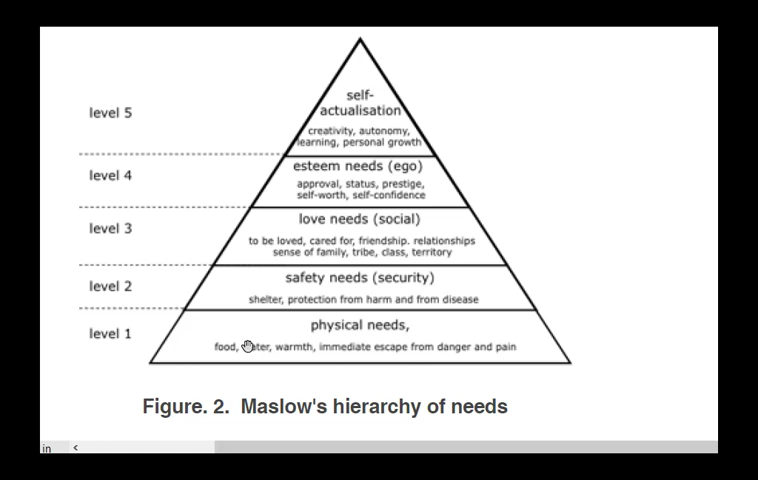 self-
actualisation
level 5
creativity, autonomy,
learning, personal growth
esteem needs (ego)
level 4
approval, status, prestige,
self-worth, self-confidence
love needs (social)
level 3
to be loved, cared for, friendship. relationships
sense of family, tribe, class, territory
safety needs (security)
level 2
shelter, protection from harm and from disease
physical needs,
level 1
food, warmth, immediate escape from danger and pain
Figure. 2. Maslow's hierarchy of needs
in <